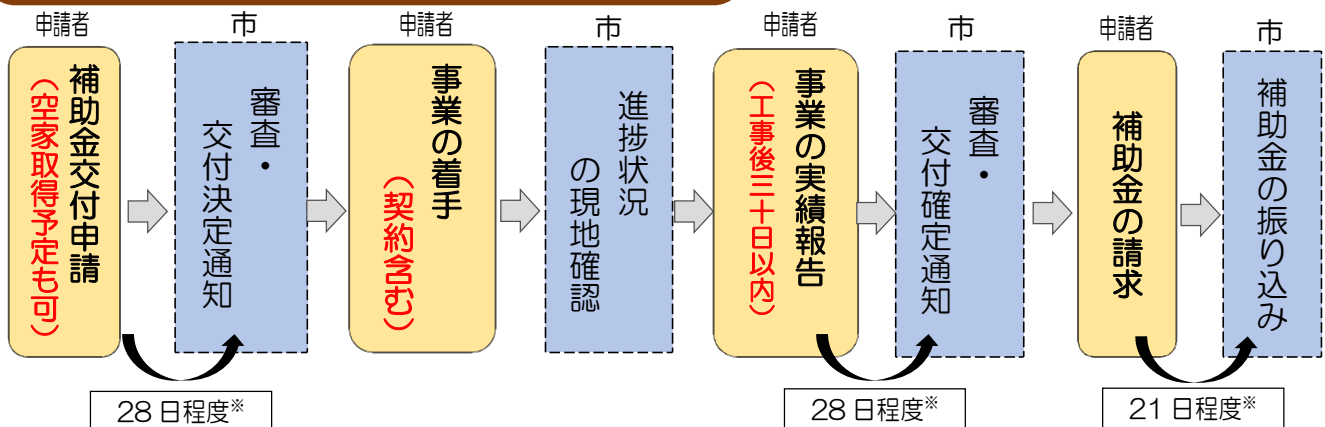 申請者
補助金交付申請
（空家取得予定も可）
市
審査・
交付決定通知
申請者
事業の着手
（契約含む）
市
進捗状況
の現地確認
申請者
事業の実績報告
（工事後三十日以内）
市
審査・
交付確定通知
申請者
補助金の請求
市
補助金の振り込み
28日程度※
28日程度※
21日程度※